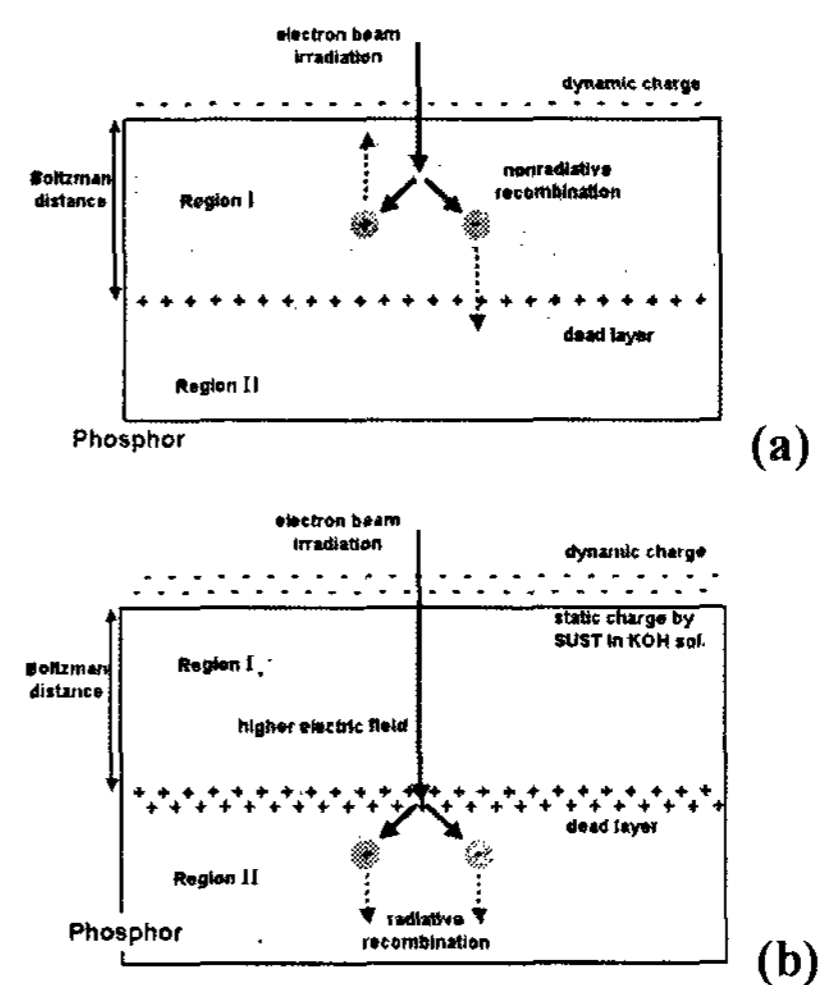 electron beam
irradiation
dynamic charge
Boltzman
distance
Region I
nonradiative
recombination
dead layer
Region II
Phosphor
(a)
electron beam
irradiation
dynamic charge
static charge by
SUST in KOH sol.
Boltzman
distance
Region I
higher electric field
dead layer
Region II
radiative
recombination
Phosphor
(b)